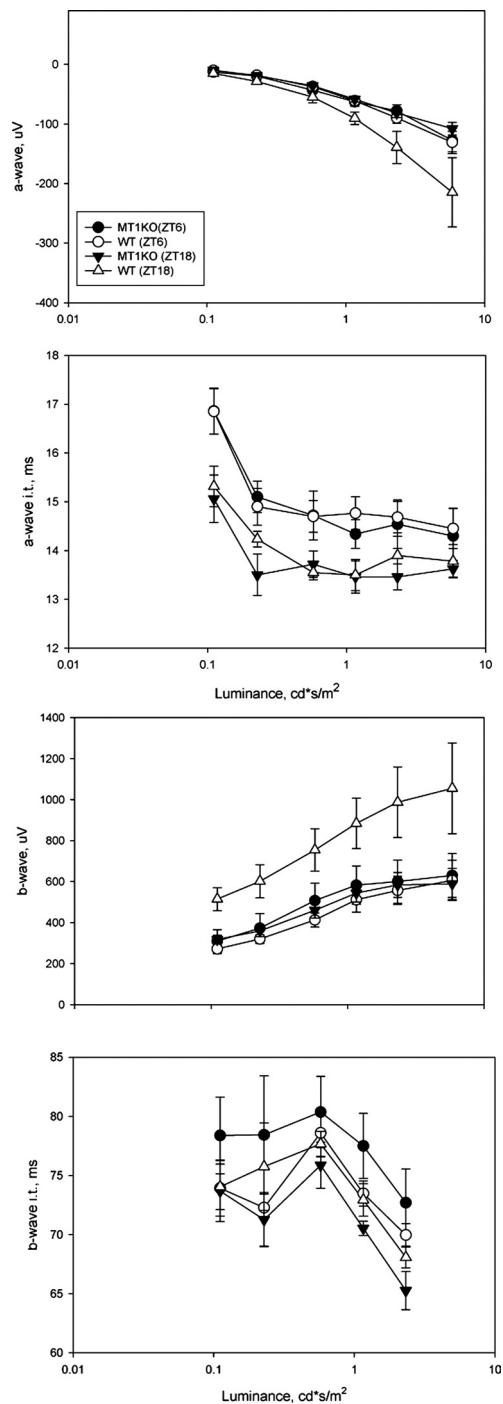 0
-100
-200
-300
-400
a-wave, uV
MT1KO(ZT6)
WT (ZT6)
MT1KO (ZT18)
WT (ZT18)
0.01 0.1 1 10
17
16
15
14
13
12
a-wave i.t., ms
0.01 0.1 1 10
Luminance, cd*s/m²
1400
1200
1000
800
600
400
200
0
b-wave, uV
0.01 0.1 1 10
85
80
75
70
65
60
b-wave i.t., ms
0.01 0.1 1 10
Luminance, cd*s/m²